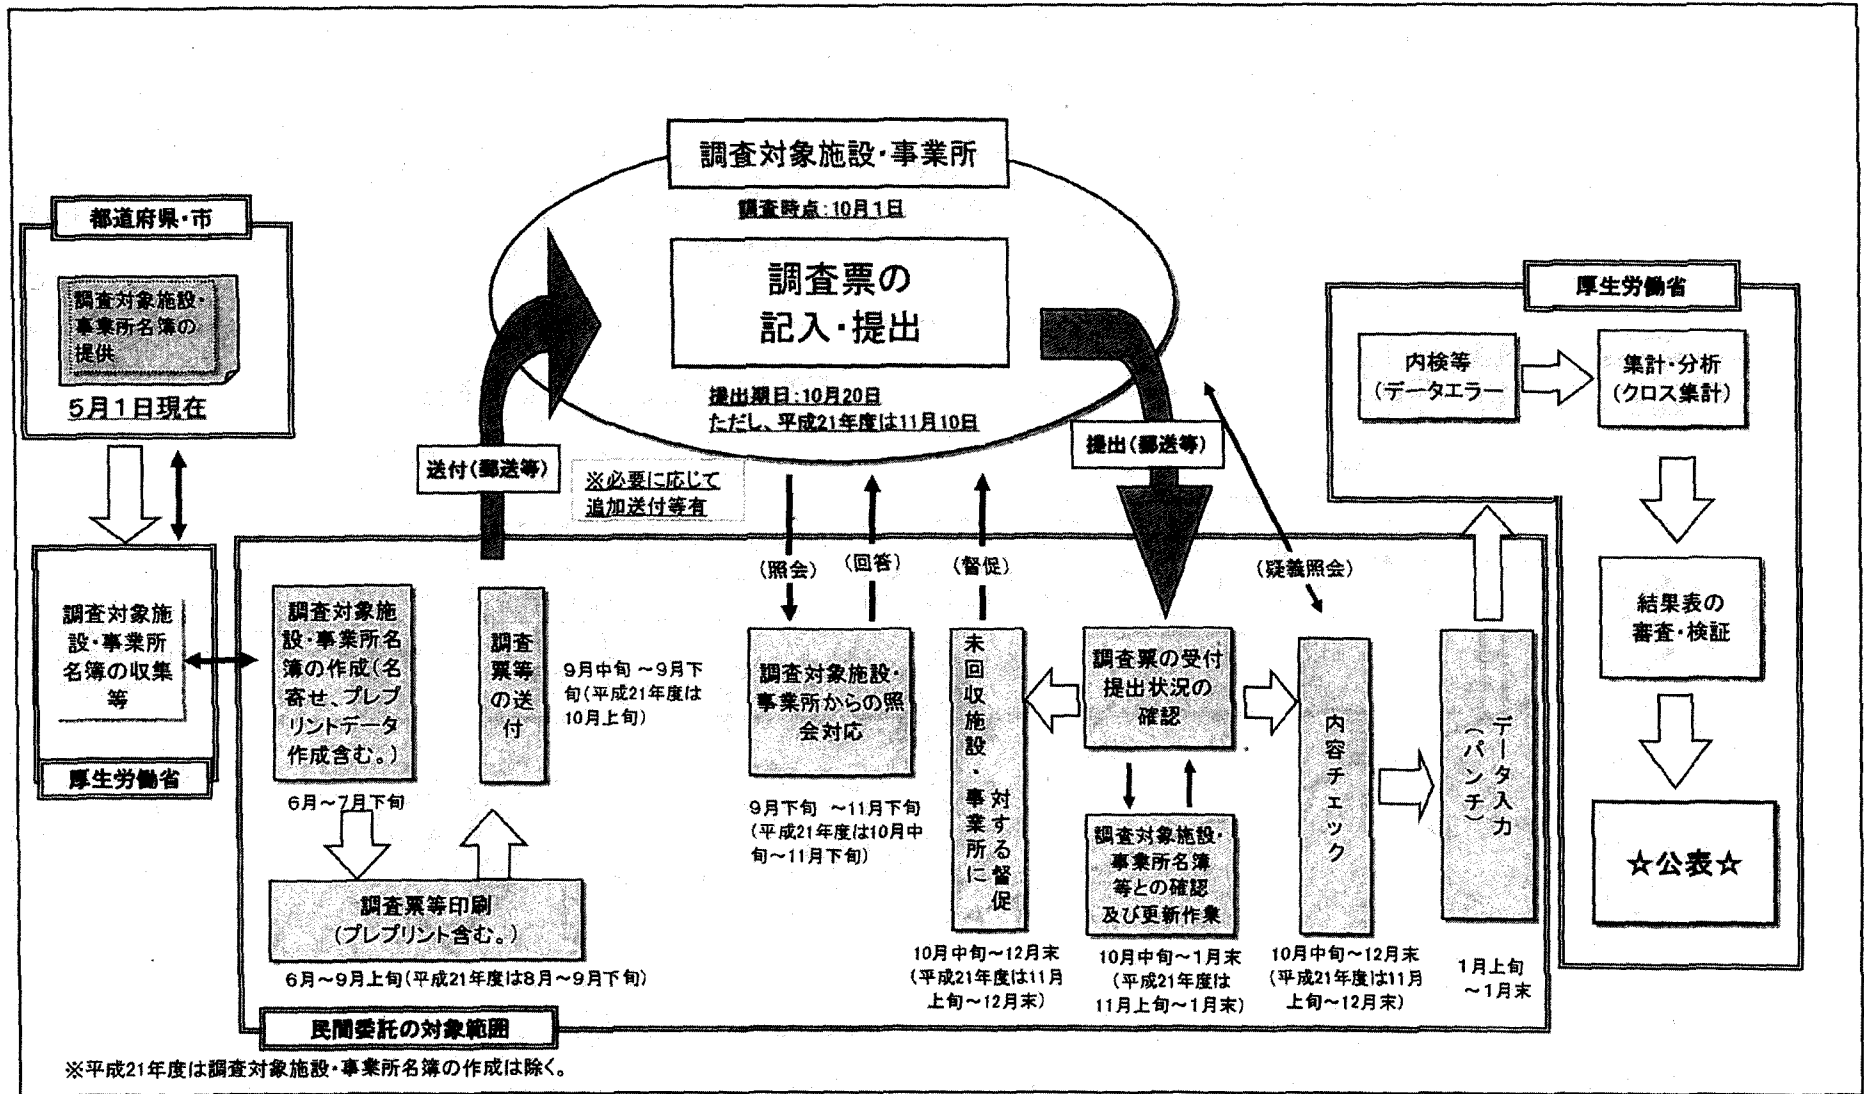 調査対象施設・事業所
調査時点:10月1日
調査票の
記入・提出
提出期日:10月20日
ただし、平成21年度は11月10日
都道府県・市
調査対象施設・
事業所名簿の
提供
5月1日現在
調査対象施
設・事業所
名簿の収集
等
厚生労働省
送付(郵送等)
※必要に応じて
追加送付等有
提出(郵送等)
(照会)
(回答)
(督促)
(疑義照会)
調査対象施
設・事業所名
簿の作成(名
寄せ、プレプ
リントデータ
作成含む。)
6月~7月下旬
調査票等の送付
9月中旬 ~9月下
旬(平成21年度は
10月上旬)
調査票等印刷
(プレプリント含む。)
6月~9月上旬(平成21年度は8月~9月下旬)
調査対象施設・
事業所からの照
会対応
9月下旬 ~11月下旬
(平成21年度は10月中
旬~11月下旬)
未回収施設・事業所に
対する督促
10月中旬~12月末
(平成21年度は11月
上旬~12月末)
調査票の受付
提出状況の
確認
調査対象施設・
事業所名簿
等との確認
及び更新作業
10月中旬~1月末
(平成21年度は
11月上旬~1月末)
内容チェック
10月中旬~12月末
(平成21年度は11月
上旬~12月末)
データ入力
(パンチ)
1月上旬
~1月末
厚生労働省
内検等
(データエラー
集計・分析
(クロス集計)
結果表の
審査・検証
☆公表☆
民間委託の対象範囲
※平成21年度は調査対象施設・事業所名簿の作成は除く。